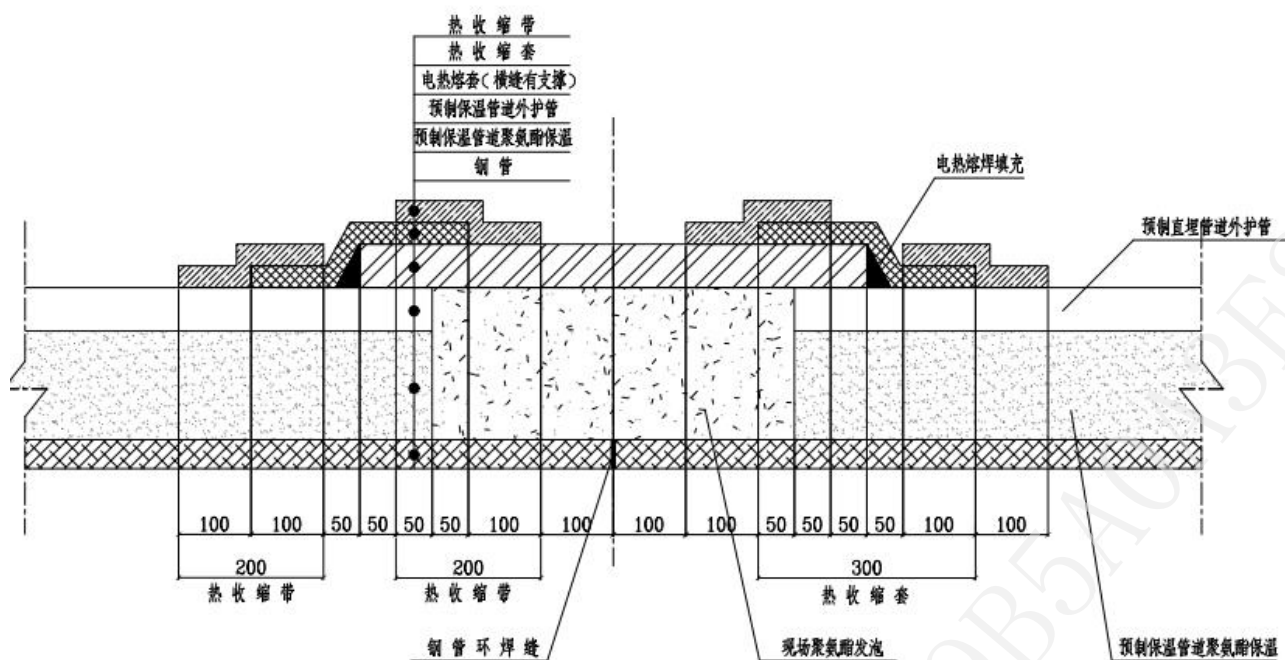 热收缩带
热收缩套
电热熔套(横缝有支撑)
预制保温管道外护管
预制保温管道聚氨酯保温
钢管
电热熔焊填充
预制直埋管道外护管
100 100 50 50 50 50 100 100 100 100 50 50 50 50 100 100
200 200 300
热收缩带 热收缩带 热收缩套
钢管环焊缝 现场聚氨酯发泡 预制保温管道聚氨酯保温